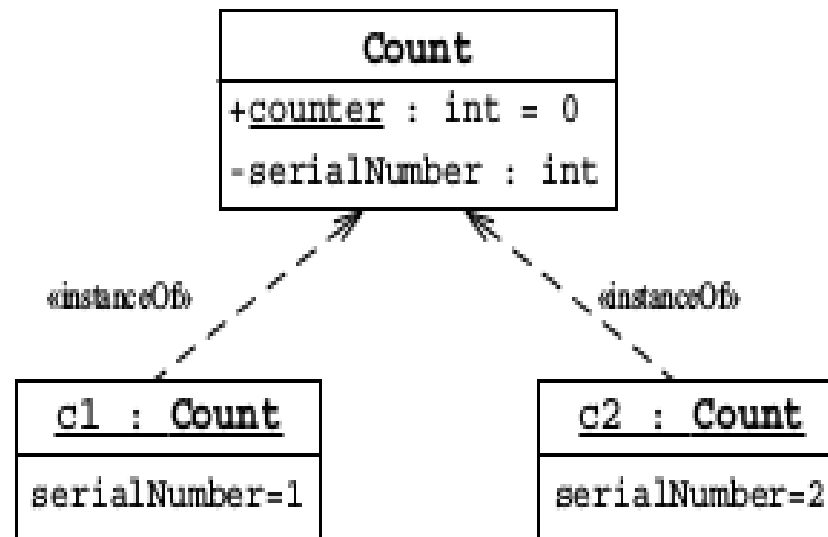 Count
+counter : int = 0
-serialNumber : int
«instanceOf»
«instanceOf»
c1 : Count
c2 : Count
serialNumber=1
serialNumber=2